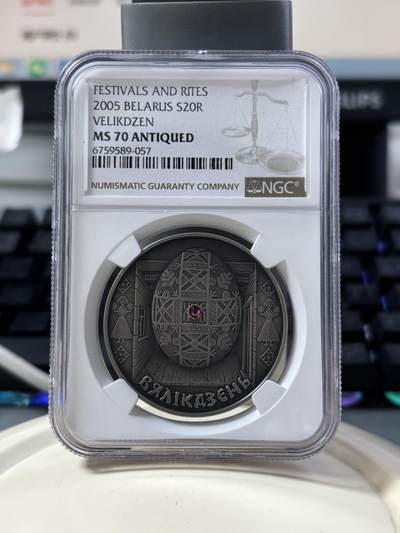 FESTIVALS AND RITES
2005 BELARUS S20R
VELIKDZEN
MS 70 ANTIQUED
6759589-057
NUMISMATIC GUARANTY COMPANY NGC®
ВЯЛІКДЗЕНЬ